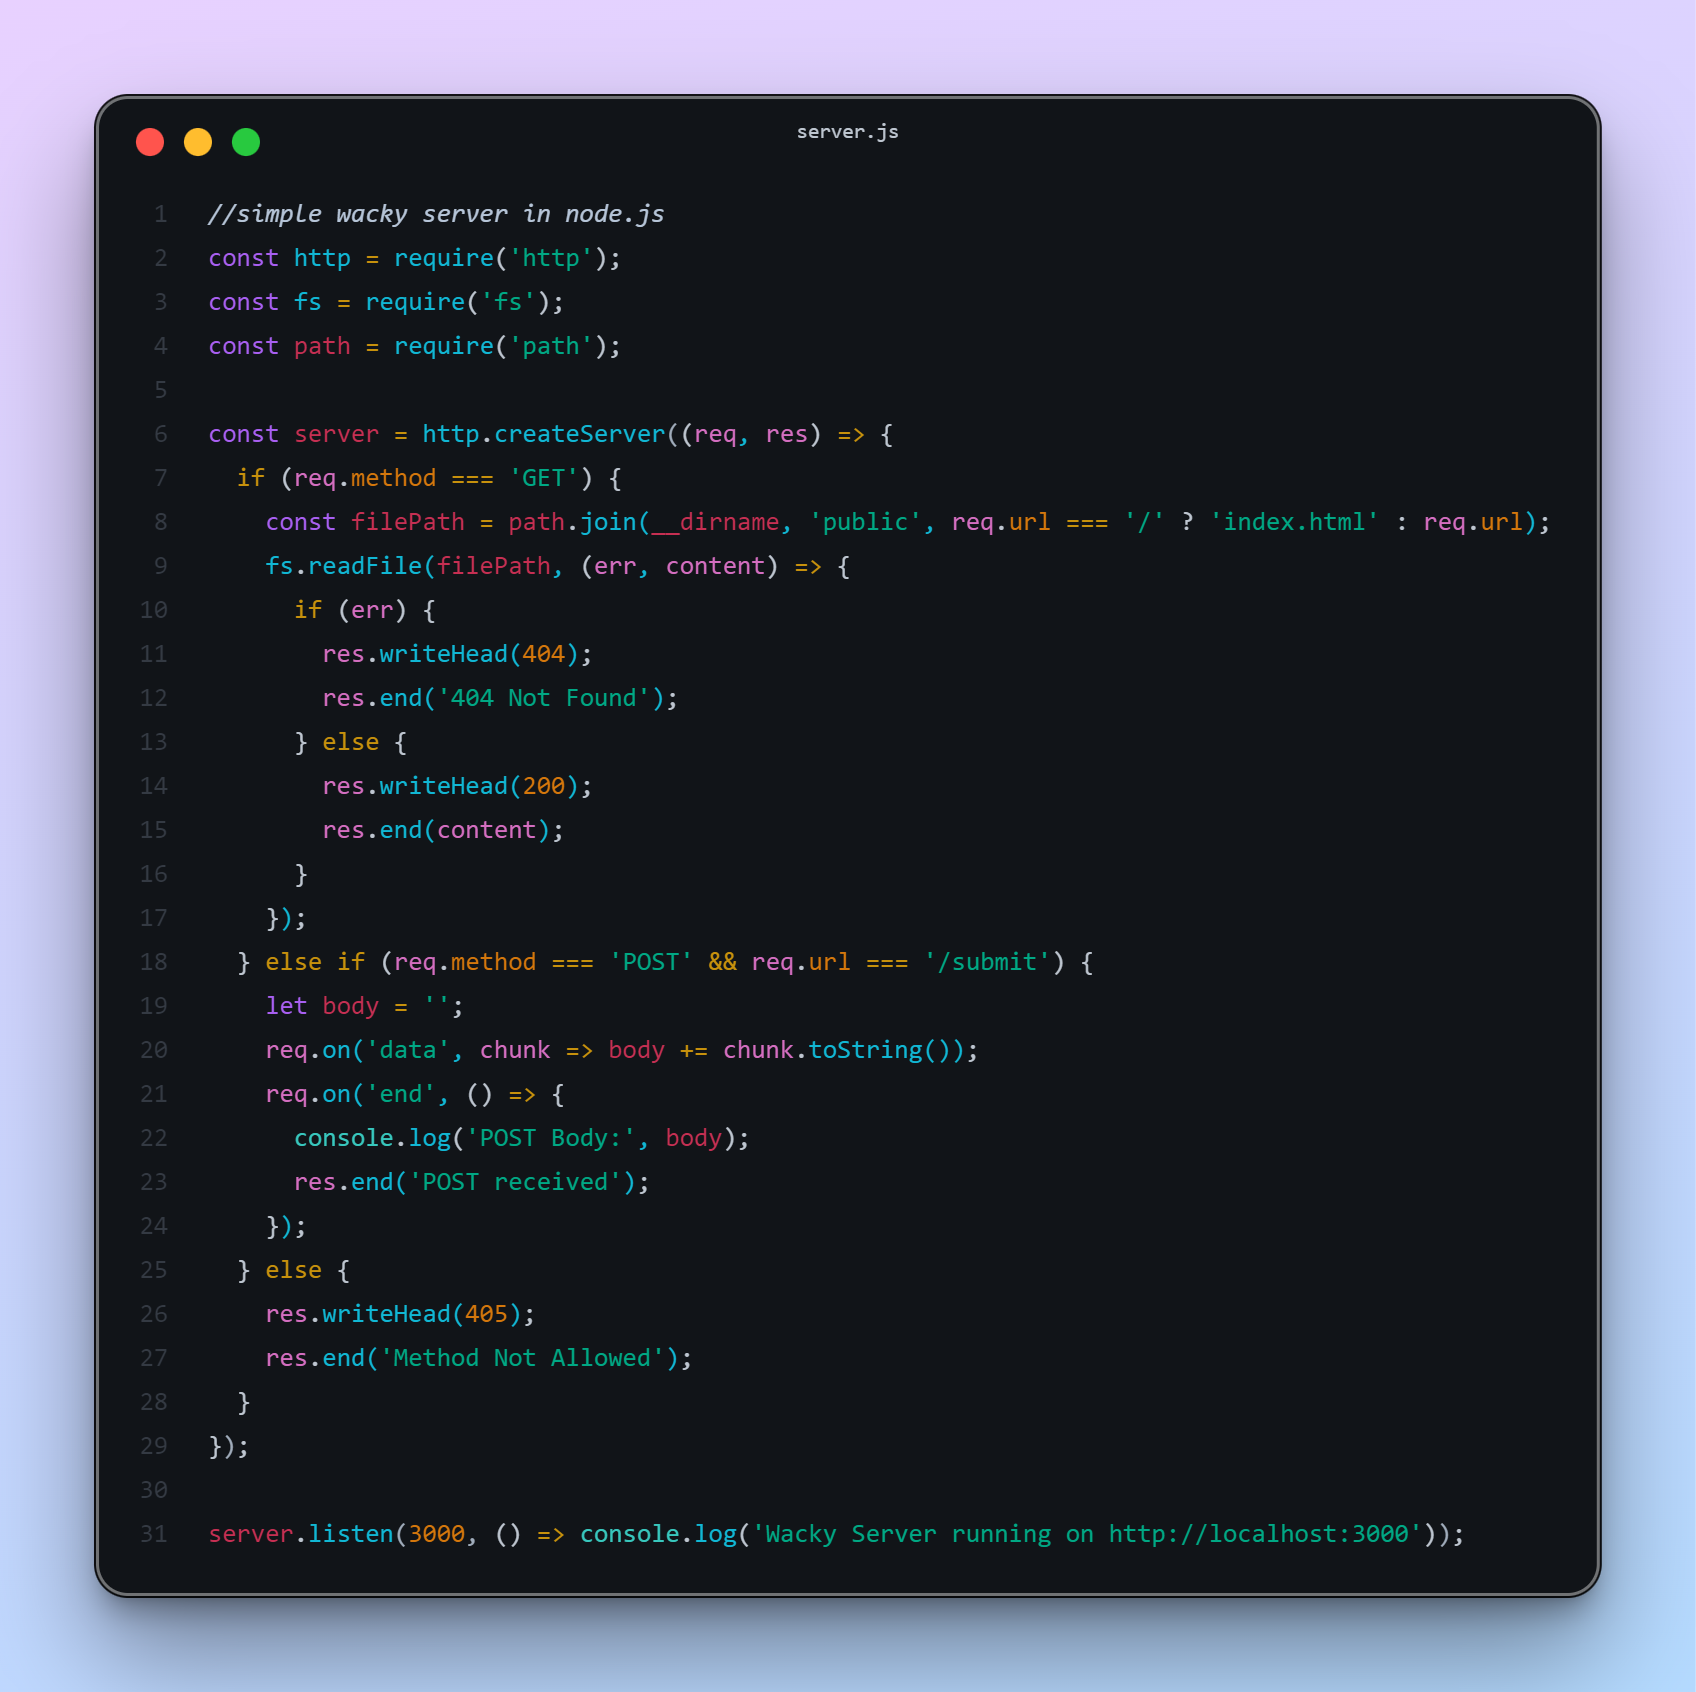 server.js
1 //simple wacky server in node.js
2 const http = require('http');
3 const fs = require('fs');
4 const path = require('path');
5
6 const server = http.createServer((req, res) => {
7   if (req.method === 'GET') {
8     const filePath = path.join(__dirname, 'public', req.url === '/' ? 'index.html' : req.url);
9     fs.readFile(filePath, (err, content) => {
10       if (err) {
11         res.writeHead(404);
12         res.end('404 Not Found');
13       } else {
14         res.writeHead(200);
15         res.end(content);
16       }
17     });
18   } else if (req.method === 'POST' && req.url === '/submit') {
19     let body = '';
20     req.on('data', chunk => body += chunk.toString());
21     req.on('end', () => {
22       console.log('POST Body:', body);
23       res.end('POST received');
24     });
25   } else {
26     res.writeHead(405);
27     res.end('Method Not Allowed');
28   }
29 });
30
31 server.listen(3000, () => console.log('Wacky Server running on http://localhost:3000'));